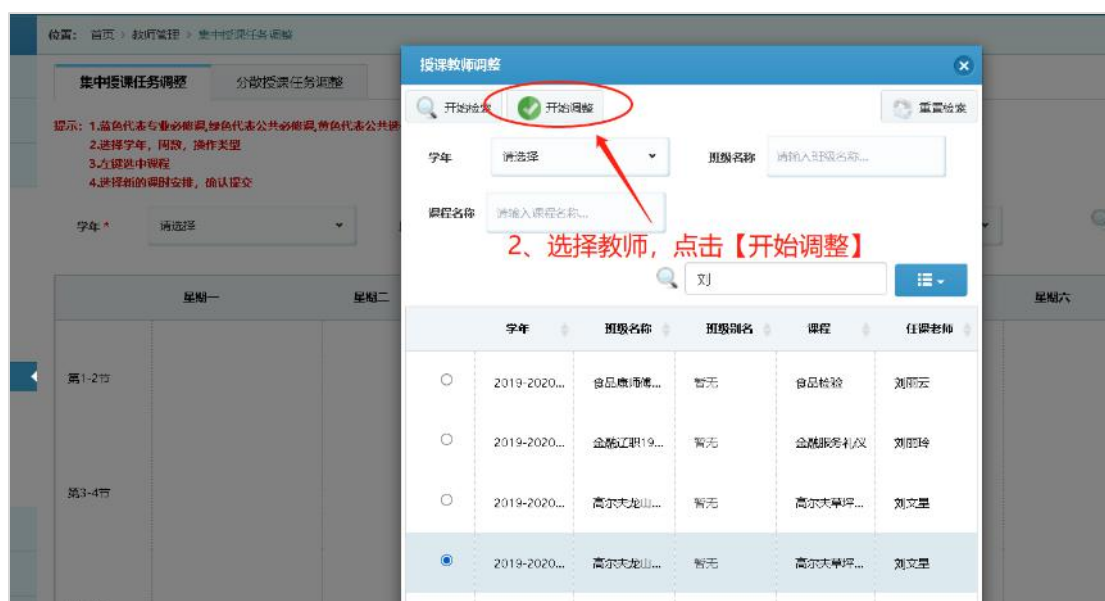 位置： 首页 > 教师管理 > 集中授课任务调整
集中授课任务调整 分散授课任务调整
提示：1.蓝色代表专业必修课,绿色代表公共必修课,黄色代表公共选
2.选择学年，周数，操作类型
3.左键选中课程
4.选择新的课时安排，确认提交
学年 * 请选择
星期一 星期二 星期六
第1-2节
第3-4节
授课教师调整
开始检索 开始调整 重置检索
学年 请选择 班级名称 请输入班级名称...
课程名称 请输入课程名称...
2、选择教师，点击【开始调整】
刘
学年 班级名称 班级别名 课程 任课老师
2019-2020... 食品康师傅... 暂无 食品检验 刘丽云
2019-2020... 金融辽职19... 暂无 金融服务礼仪 刘丽玲
2019-2020... 高尔夫龙山... 暂无 高尔夫草坪... 刘文星
2019-2020... 高尔夫龙山... 暂无 高尔夫草坪... 刘文星